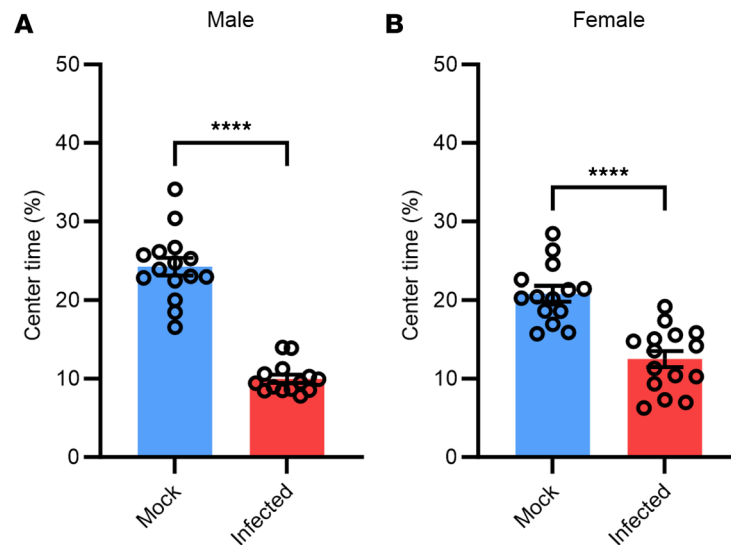 A
Male
50
40
30
20
10
0
Center time (%)
****
Mock
Infected
B
Female
50
40
30
20
10
0
Center time (%)
****
Mock
Infected